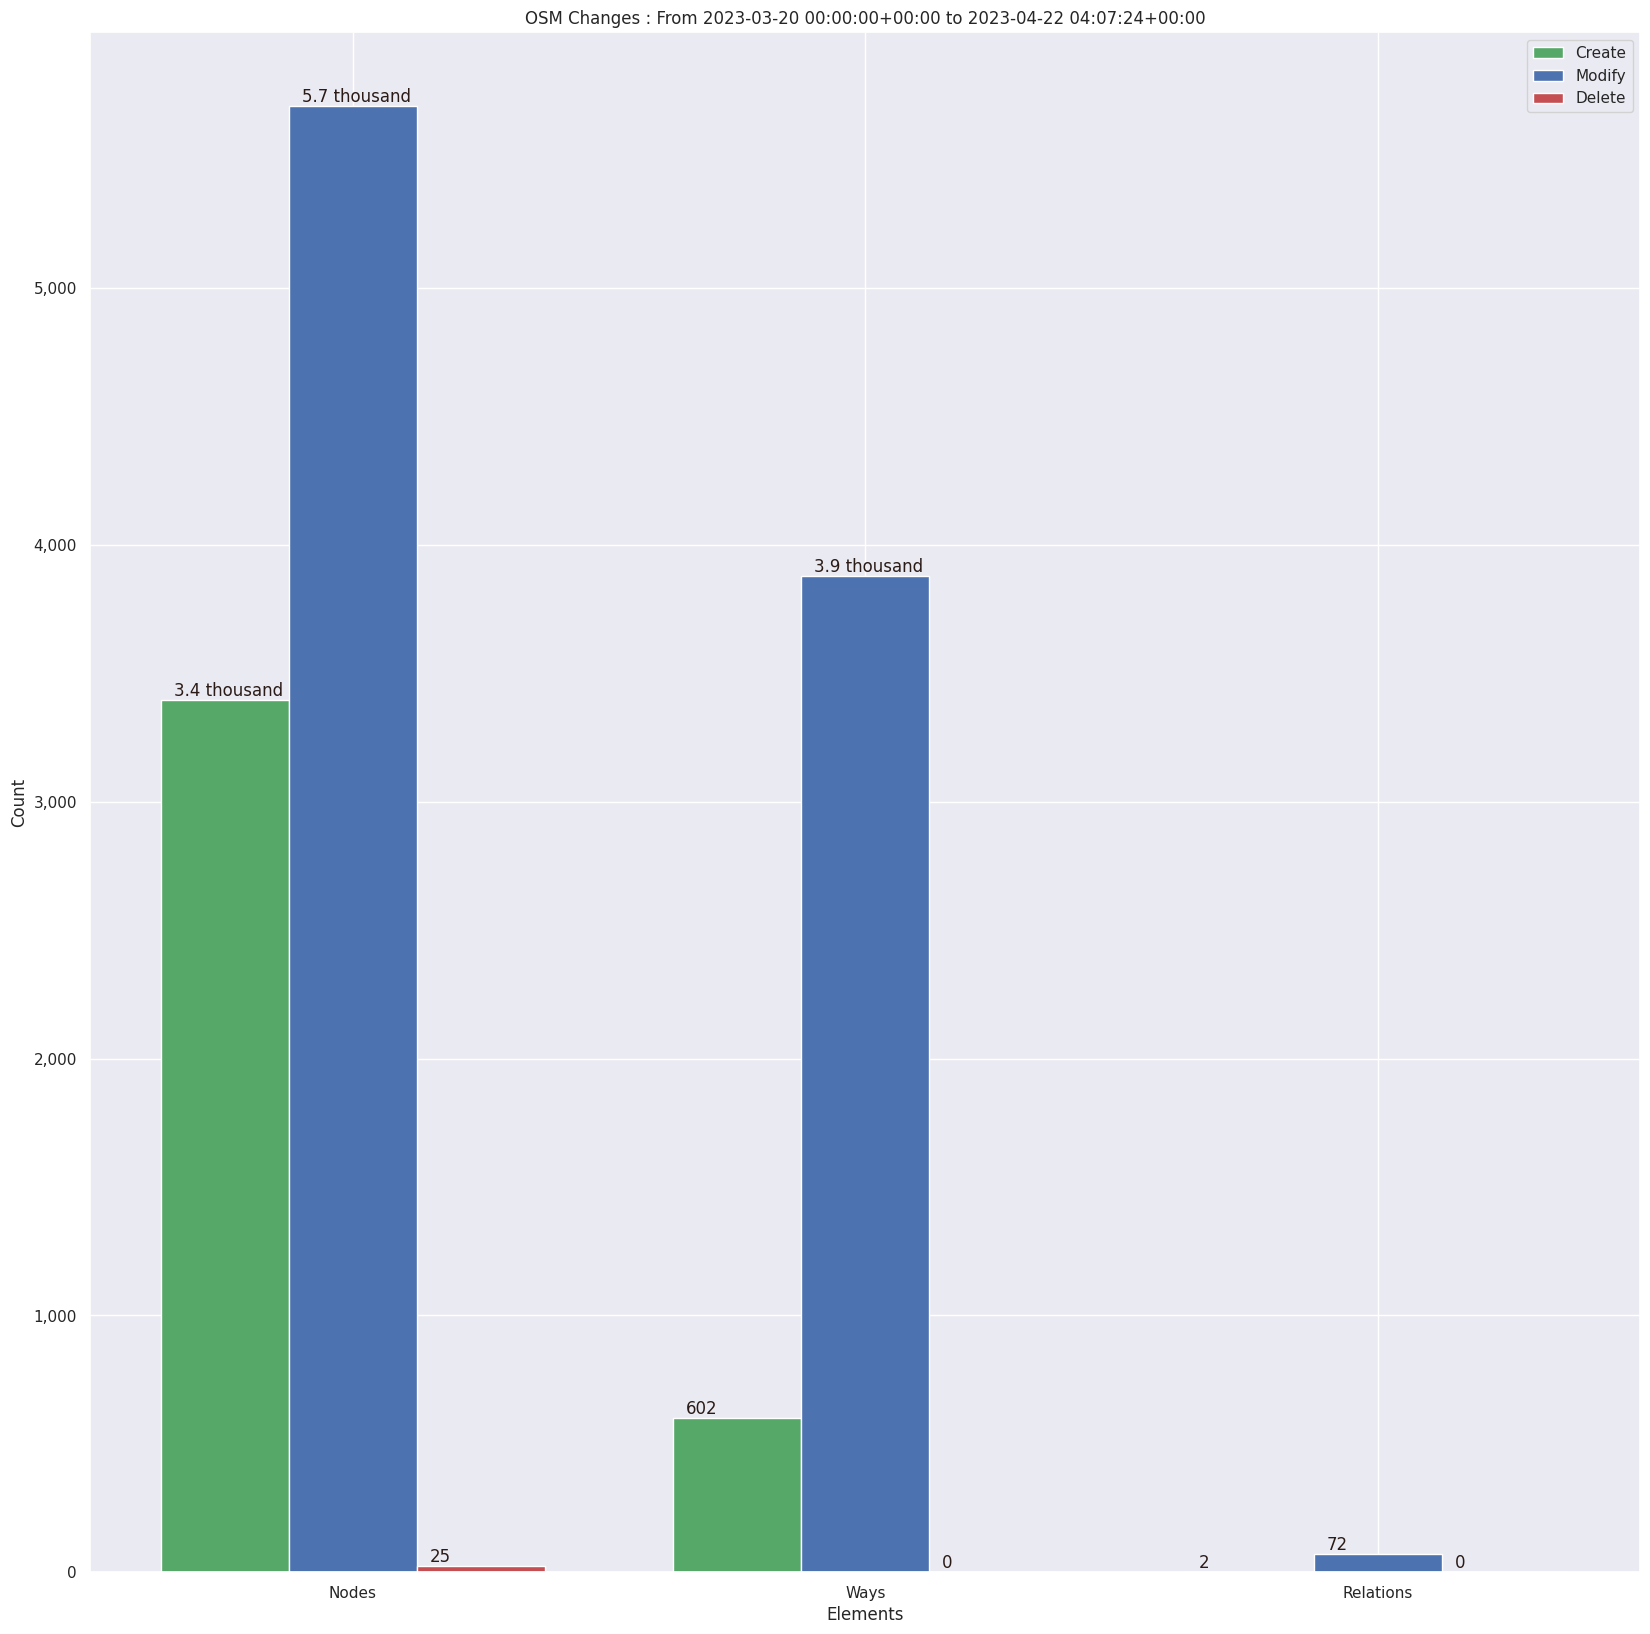 OSM Changes : From 2023-03-20 00:00:00+00:00 to 2023-04-22 04:07:24+00:00
Create
Modify
Delete
5.7 thousand
3.4 thousand
25
3.9 thousand
602
0
2
72
0
5,000
4,000
3,000
2,000
1,000
0
Count
Nodes
Ways
Relations
Elements